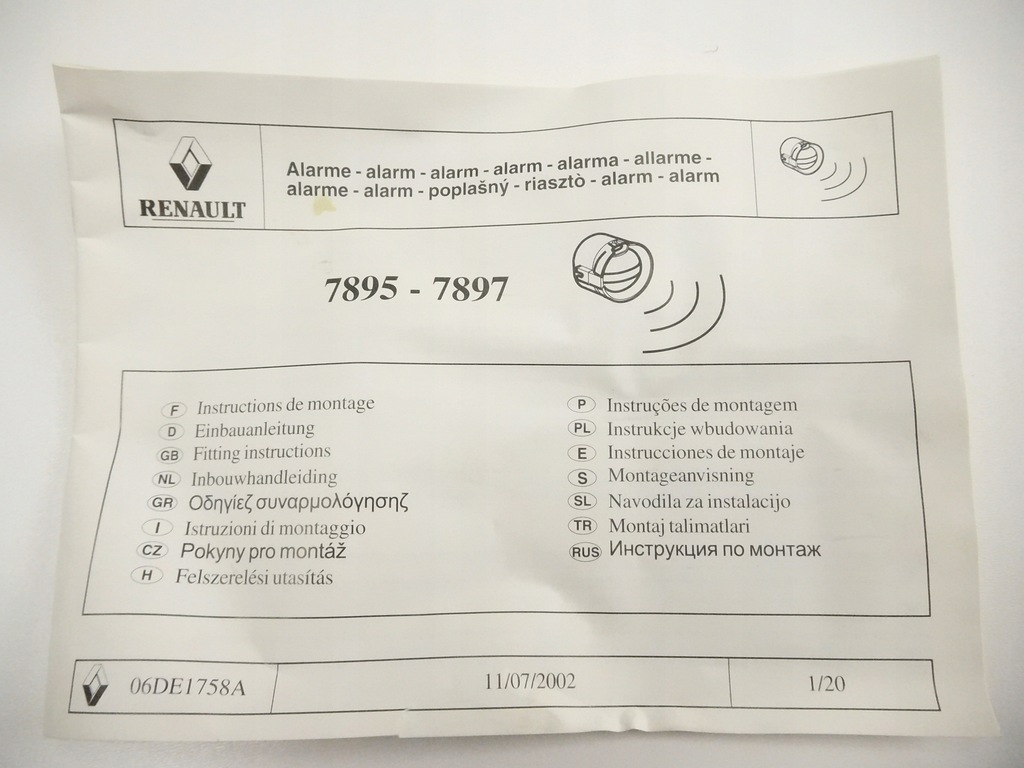 RENAULT
Alarme - alarm - alarm - alarm - alarma - allarme -
alarme - alarm - poplašný - riasztò - alarm - alarm
7895 - 7897
F Instructions de montage
D Einbauanleitung
GB Fitting instructions
NL Inbouwhandleiding
GR Οδηγίεζ συναρμολόγησηζ
I Istruzioni di montaggio
CZ Pokyny pro montáž
H Felszerelési utasítás
P Instruções de montagem
PL Instrukcje wbudowania
E Instrucciones de montaje
S Montageanvisning
SL Navodila za instalacijo
TR Montaj talimatlari
RUS Инструкция по монтаж
06DE1758A
11/07/2002
1/20